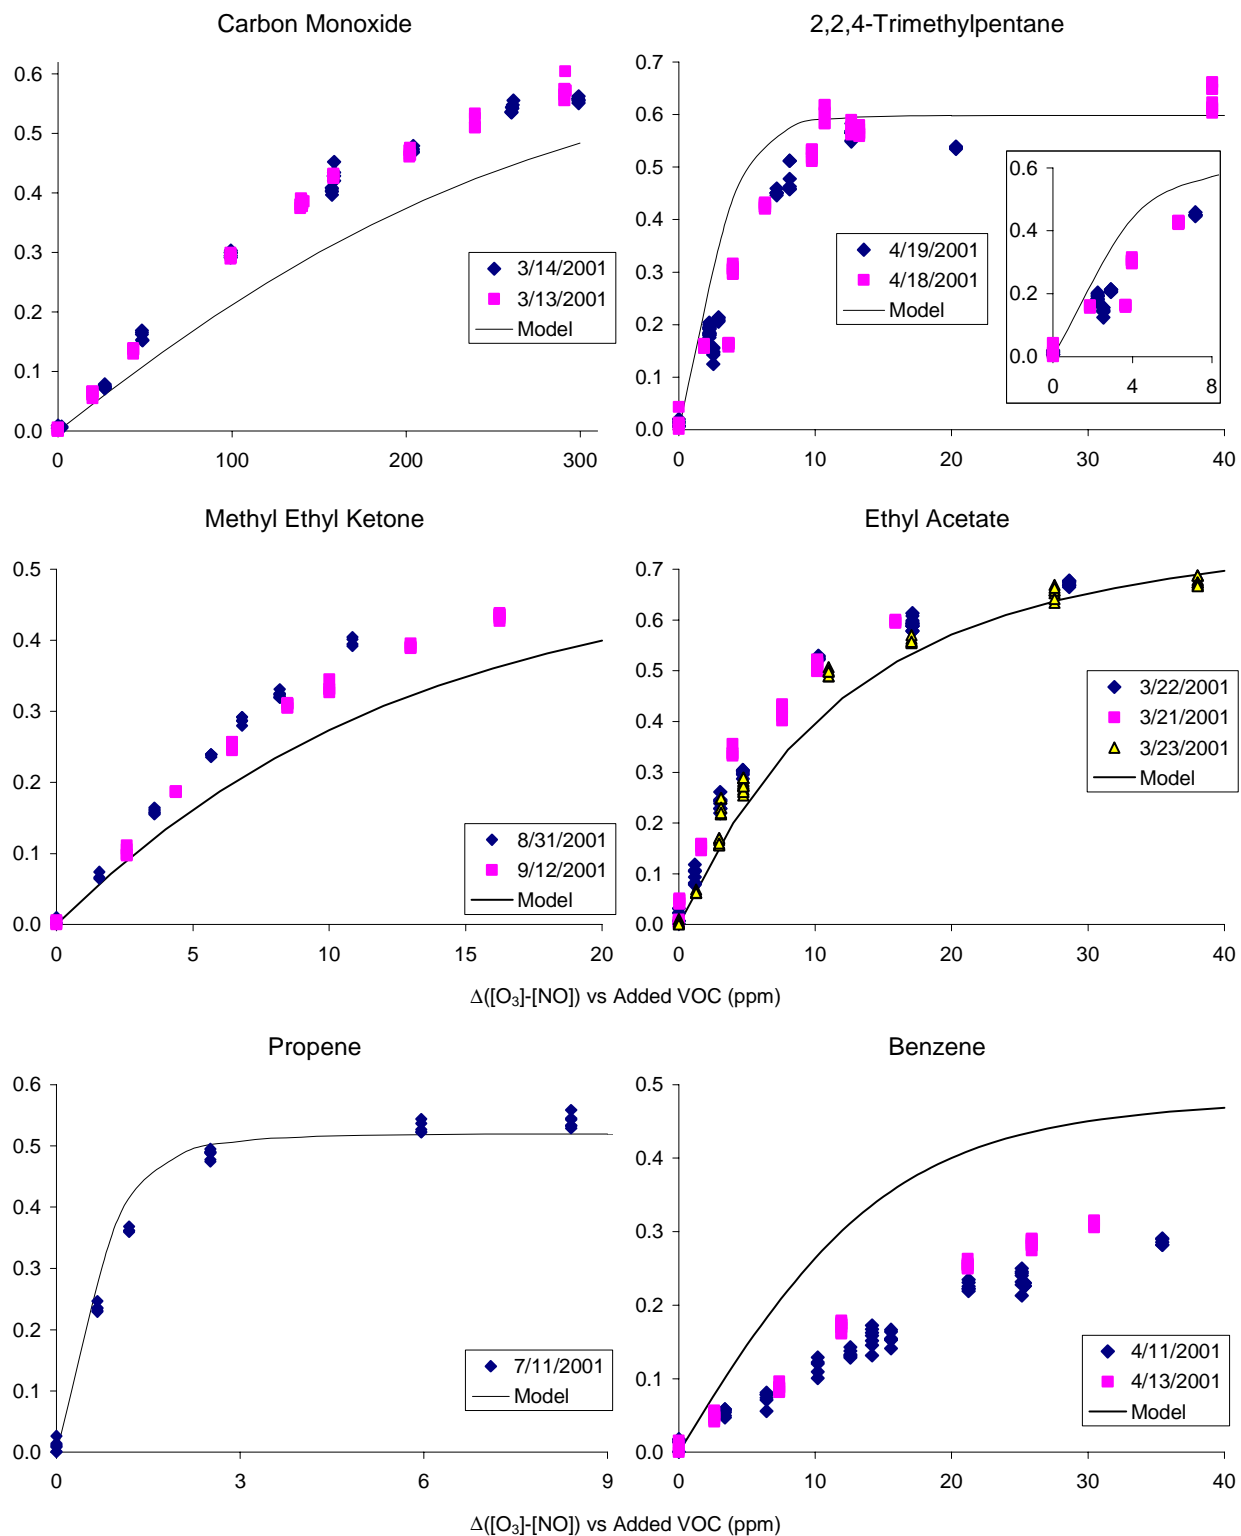 Carbon Monoxide
0.6
0.5
0.4
0.3
0.2
0.1
0.0
0 100 200 300
3/14/2001
3/13/2001
Model
2,2,4-Trimethylpentane
0.7
0.6
0.5
0.4
0.3
0.2
0.1
0.0
0 10 20 30 40
4/19/2001
4/18/2001
Model
0.6
0.4
0.2
0.0
0 4 8
Methyl Ethyl Ketone
0.5
0.4
0.3
0.2
0.1
0.0
0 5 10 15 20
8/31/2001
9/12/2001
Model
Ethyl Acetate
0.7
0.6
0.5
0.4
0.3
0.2
0.1
0.0
0 10 20 30 40
3/22/2001
3/21/2001
3/23/2001
Model
Δ([O₃]-[NO]) vs Added VOC (ppm)
Propene
0.6
0.5
0.4
0.3
0.2
0.1
0.0
0 3 6 9
7/11/2001
Model
Benzene
0.5
0.4
0.3
0.2
0.1
0.0
0 10 20 30 40
4/11/2001
4/13/2001
Model
Δ([O₃]-[NO]) vs Added VOC (ppm)